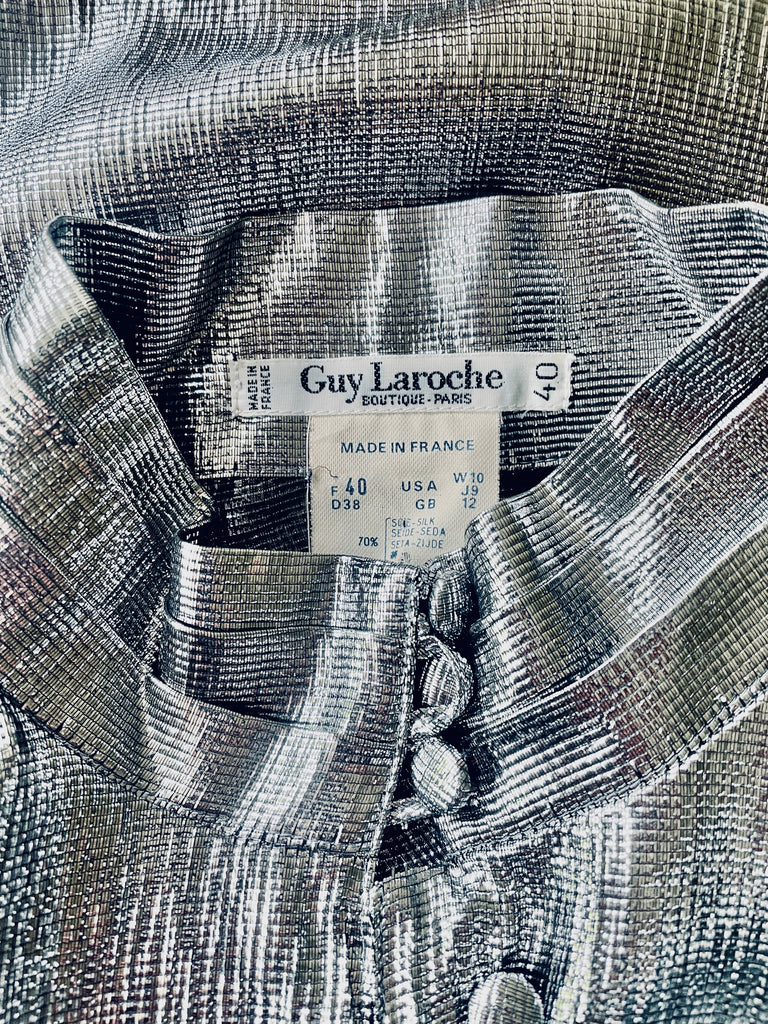 MADE IN
FRANCE
Guy Laroche
BOUTIQUE-PARIS
40
MADE IN FRANCE
F 40 USA W10
J9
D38 GB 12
SOIE-SILK
SEIDE-SEDA
70% SETA-ZIJDE